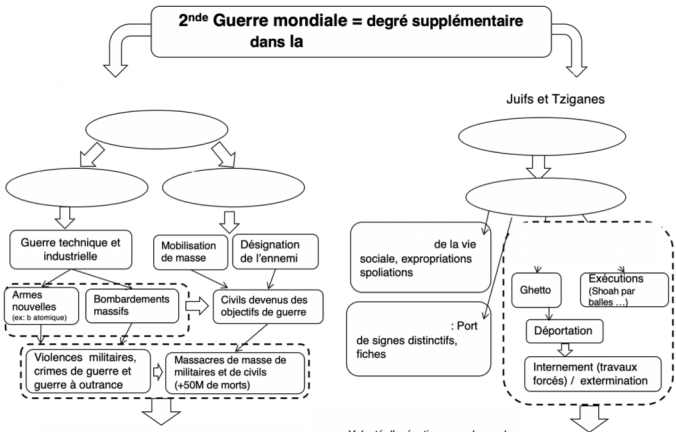 2nde Guerre mondiale = degré supplémentaire
dans la
Juifs et Tziganes
Guerre technique et
industrielle
Mobilisation
de masse
Désignation
de l'ennemi
Armes
nouvelles
(ex: b atomique)
Bombardements
massifs
Civils devenus des
objectifs de guerre
Violences militaires,
crimes de guerre et
guerre à outrance
Massacres de masse de
militaires et de civils
(+50M de morts)
de la vie
sociale, expropriations
spoliations
: Port
de signes distinctifs,
fiches
Ghetto
Exécutions
(Shoah par
balles ...)
Déportation
Internement (travaux
forcés) / extermination